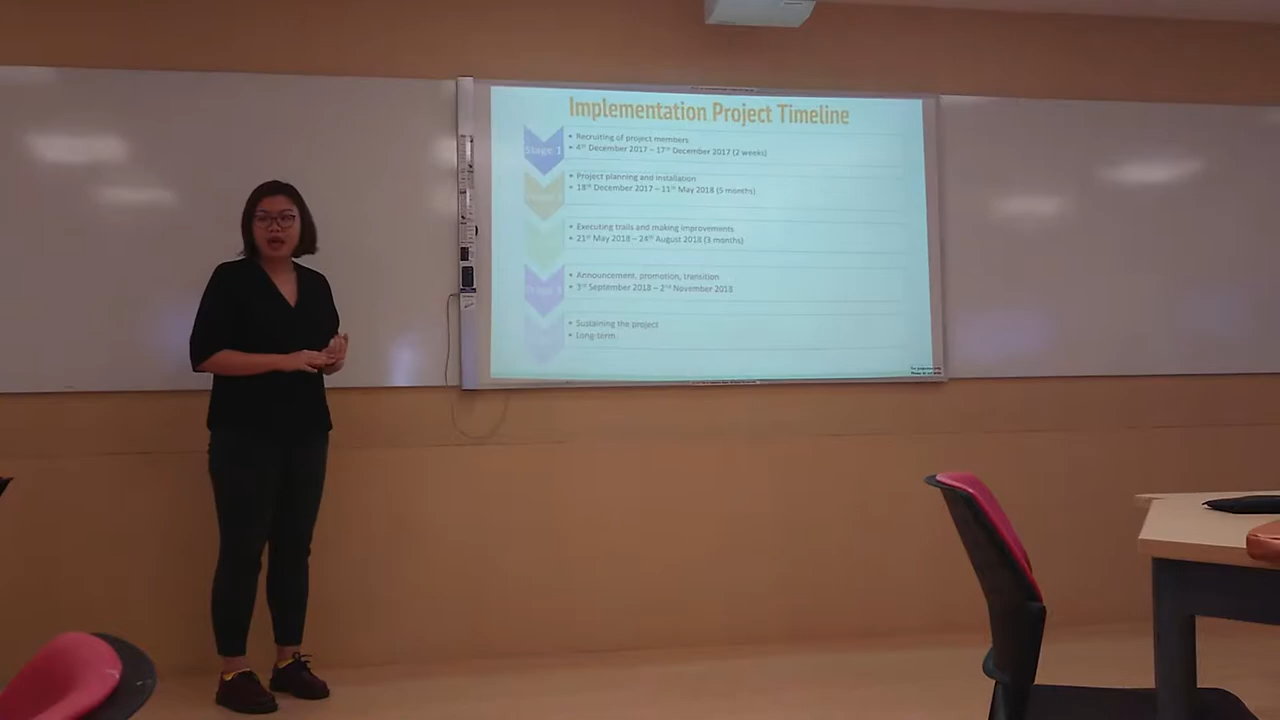 Implementation Project Timeline
Stage 1
• Recruiting of project members
• 4th December 2017 – 17th December 2017 (2 weeks)
• Project planning and installation
• 18th December 2017 – 11th May 2018 (5 months)
• Executing trails and making improvements
• 21st May 2018 – 24th August 2018 (3 months)
• Announcement, promotion, transition
• 3rd September 2018 – 2nd November 2018
• Sustaining the project
• Long-term